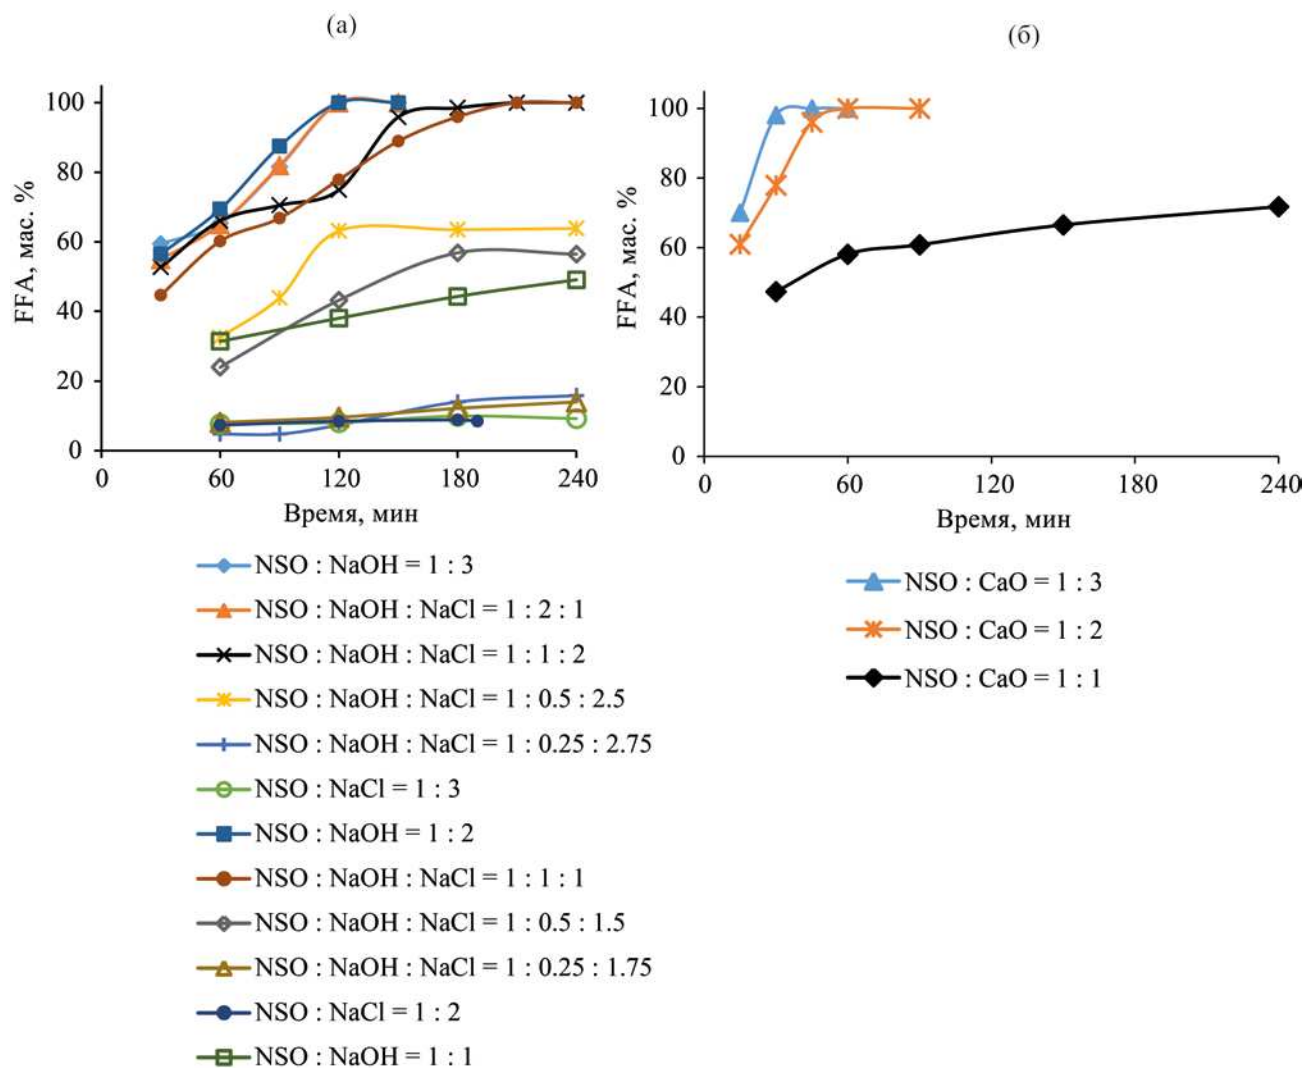 (а)
FFA, мас. %
100
80
60
40
20
0
0 60 120 180 240
Время, мин
NSO : NaOH = 1 : 3
NSO : NaOH : NaCl = 1 : 2 : 1
NSO : NaOH : NaCl = 1 : 1 : 2
NSO : NaOH : NaCl = 1 : 0.5 : 2.5
NSO : NaOH : NaCl = 1 : 0.25 : 2.75
NSO : NaCl = 1 : 3
NSO : NaOH = 1 : 2
NSO : NaOH : NaCl = 1 : 1 : 1
NSO : NaOH : NaCl = 1 : 0.5 : 1.5
NSO : NaOH : NaCl = 1 : 0.25 : 1.75
NSO : NaCl = 1 : 2
NSO : NaOH = 1 : 1
(б)
FFA, мас. %
100
80
60
40
20
0
0 60 120 180 240
Время, мин
NSO : CaO = 1 : 3
NSO : CaO = 1 : 2
NSO : CaO = 1 : 1